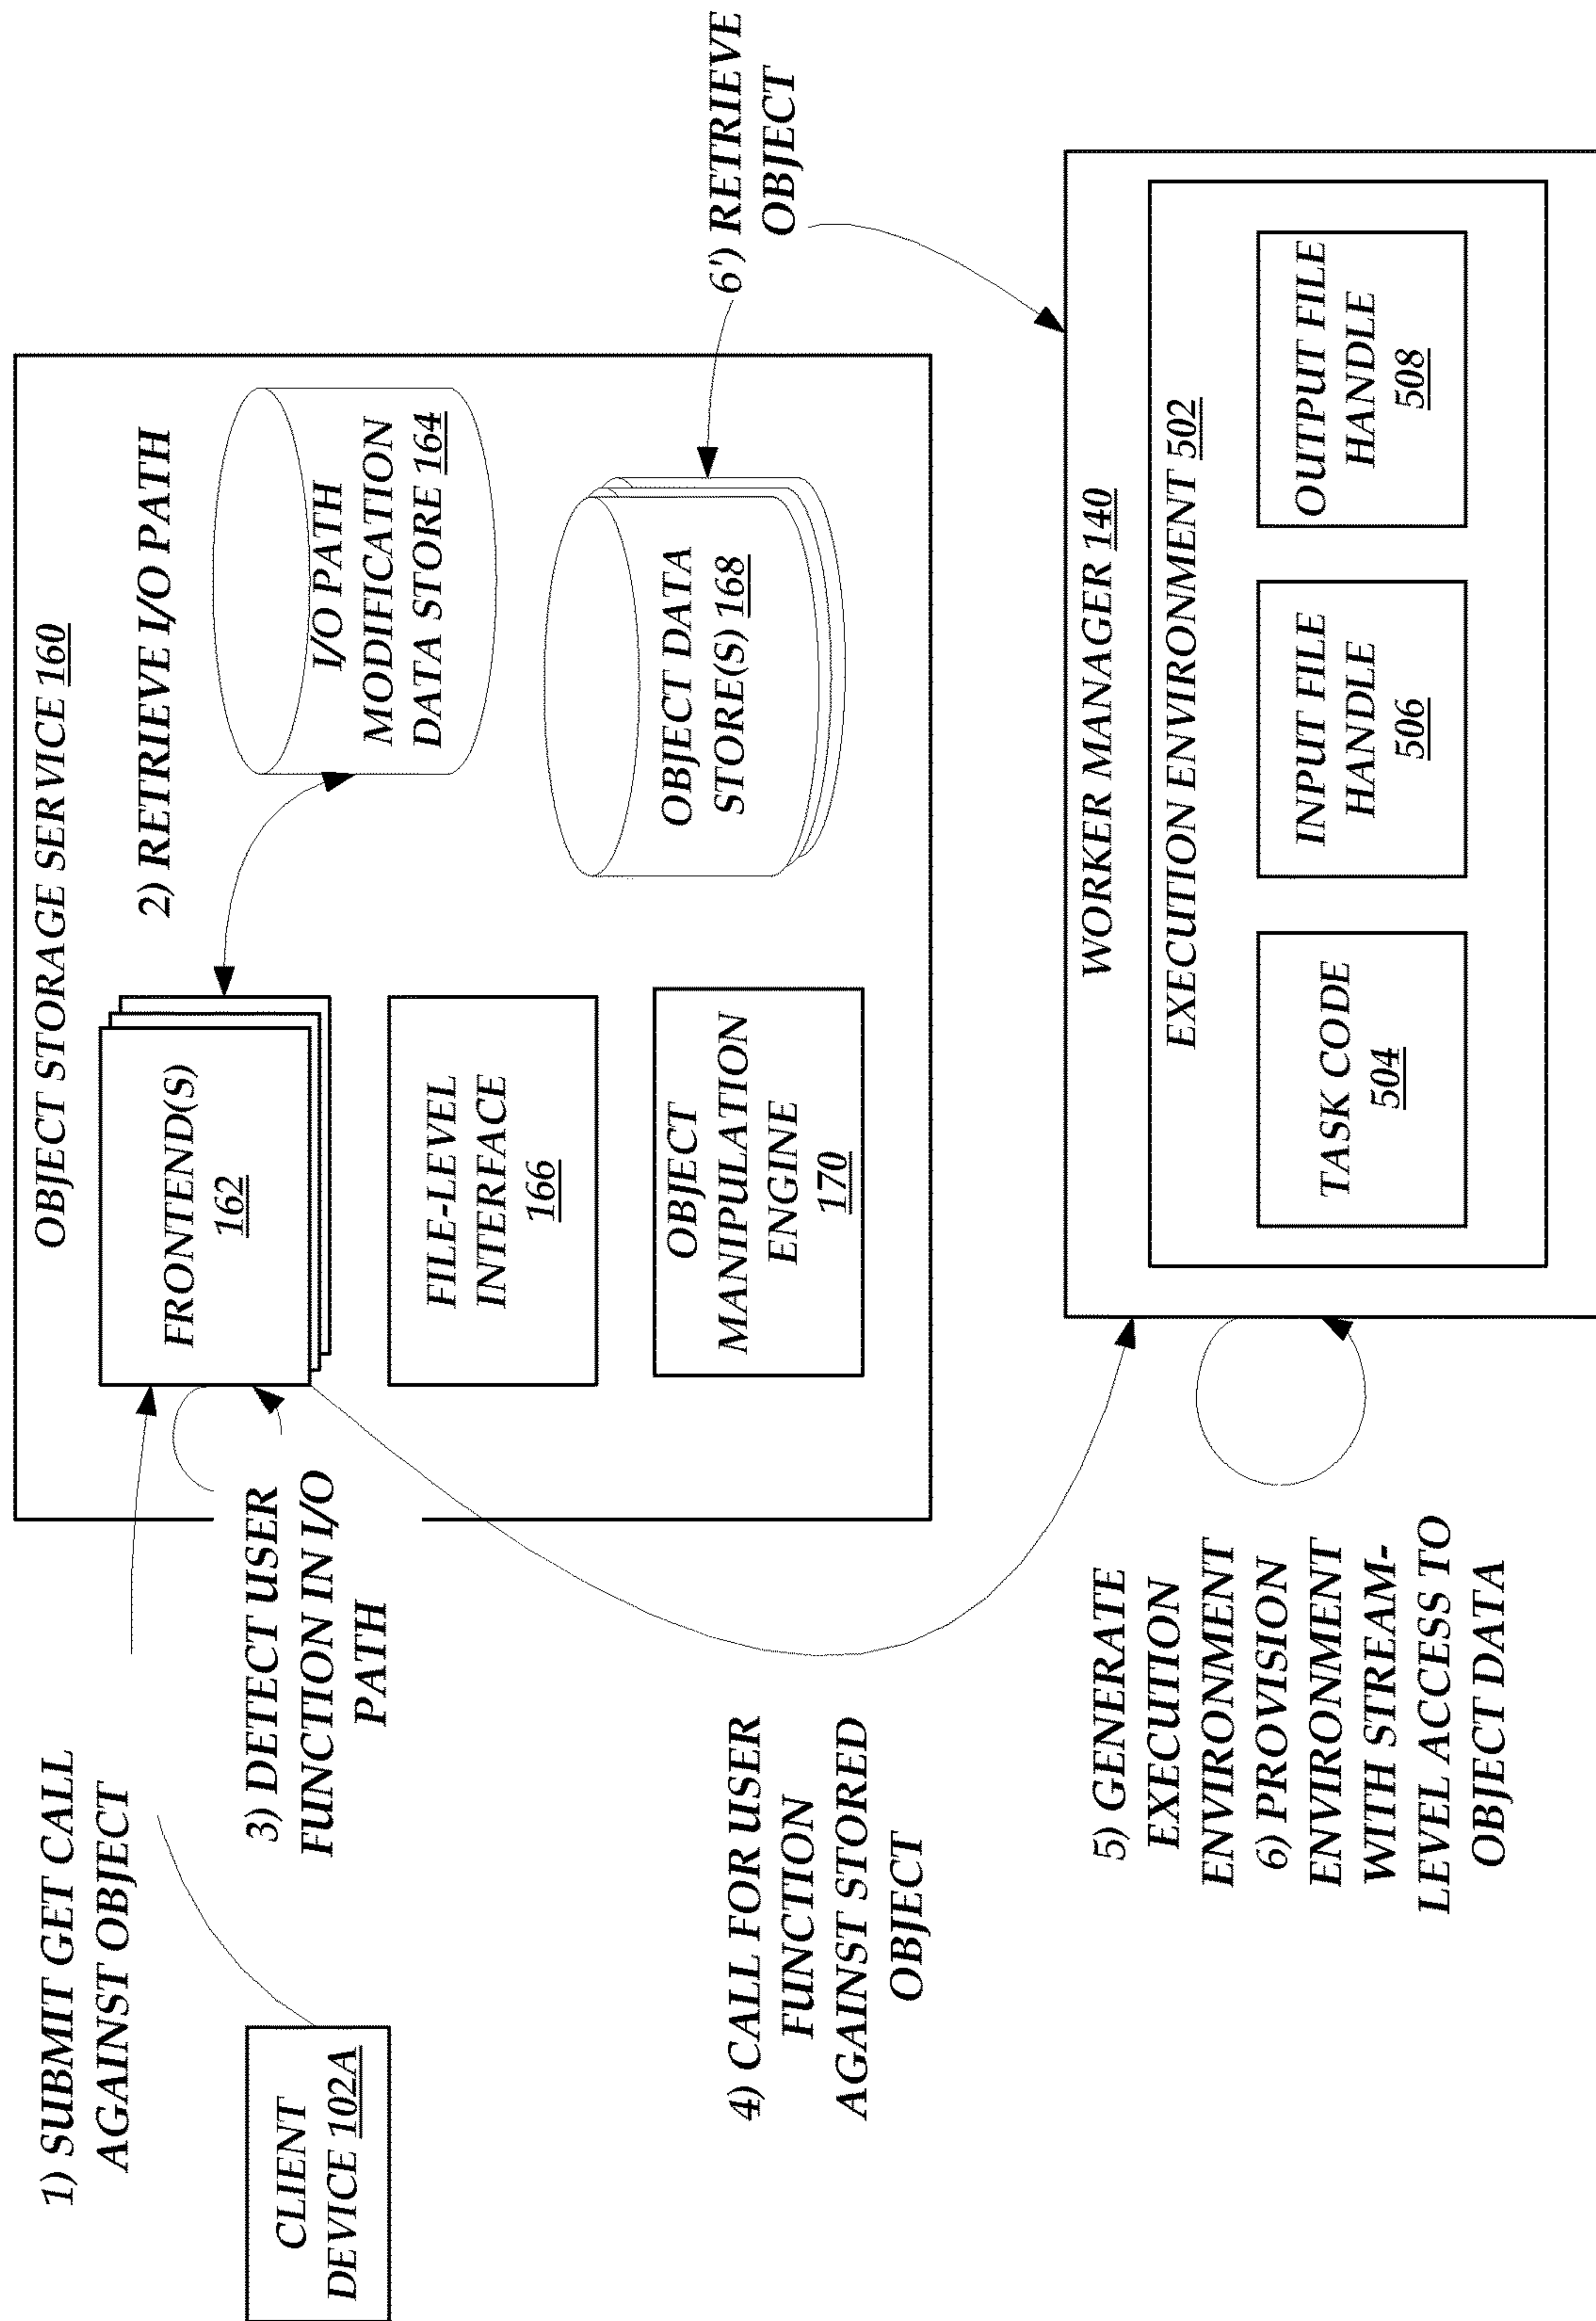 1) SUBMIT GET CALL
AGAINST OBJECT
CLIENT
DEVICE 102A
3) DETECT USER
FUNCTION IN I/O
PATH
OBJECT STORAGE SERVICE 160
FRONTEND(S)
162
2) RETRIEVE I/O PATH
I/O PATH
MODIFICATION
DATA STORE 164
FILE-LEVEL
INTERFACE
166
OBJECT
MANIPULATION
ENGINE
170
OBJECT DATA
STORE(S) 168
6') RETRIEVE
OBJECT
4) CALL FOR USER
FUNCTION
AGAINST STORED
OBJECT
5) GENERATE
EXECUTION
ENVIRONMENT
6) PROVISION
ENVIRONMENT
WITH STREAM-
LEVEL ACCESS TO
OBJECT DATA
WORKER MANAGER 140
EXECUTION ENVIRONMENT 502
TASK CODE
504
INPUT FILE
HANDLE
506
OUTPUT FILE
HANDLE
508